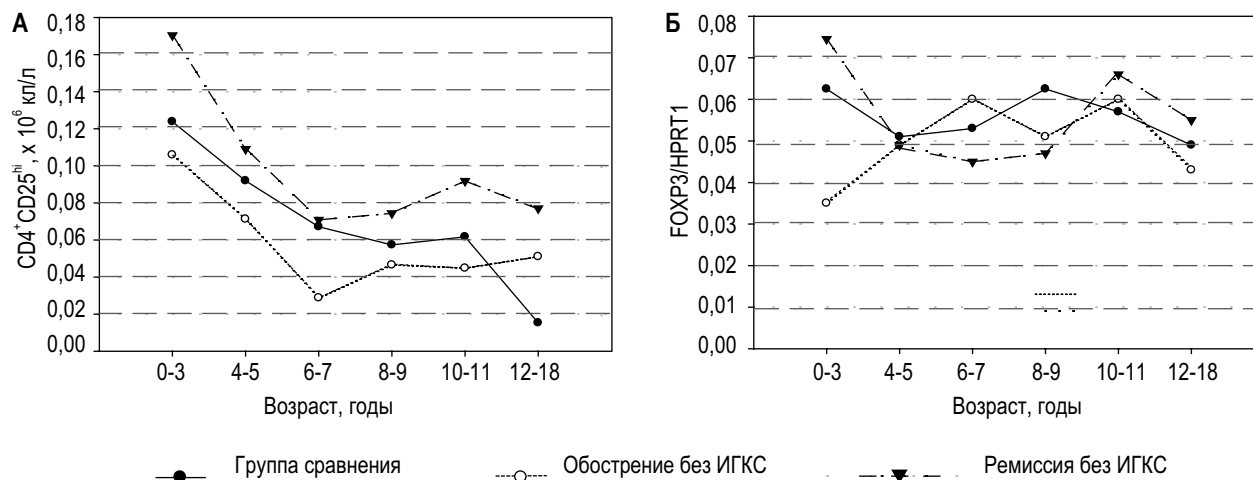 А
CD4⁺CD25ʰⁱ, х 10⁶ кл/л
0,18
0,16
0,14
0,12
0,10
0,08
0,06
0,04
0,02
0,00
0-3 4-5 6-7 8-9 10-11 12-18
Возраст, годы
Б
FOXP3/HPRT1
0,08
0,07
0,06
0,05
0,04
0,03
0,02
0,01
0,00
0-3 4-5 6-7 8-9 10-11 12-18
Возраст, годы
Группа сравнения Обострение без ИГКС Ремиссия без ИГКС